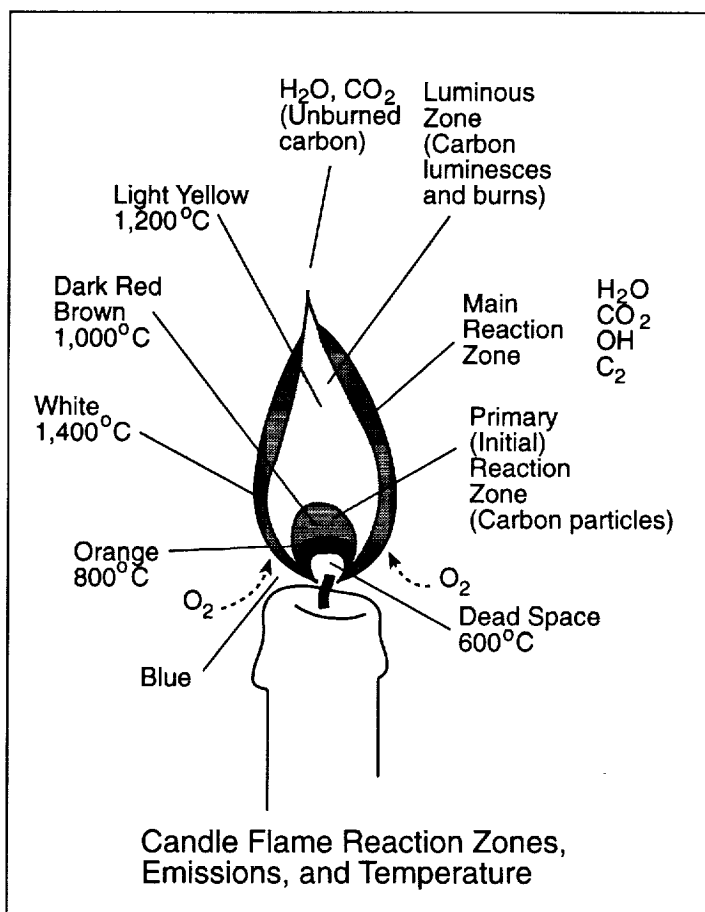 H₂O, CO₂
(Unburned
carbon)
Luminous
Zone
(Carbon
luminesces
and burns)
Light Yellow
1,200°C
Dark Red
Brown
1,000°C
Main
Reaction
Zone
H₂O
CO₂
OH
C₂
White
1,400°C
Primary
(Initial)
Reaction
Zone
(Carbon particles)
Orange
800°C
O₂
O₂
Dead Space
600°C
Blue
Candle Flame Reaction Zones,
Emissions, and Temperature